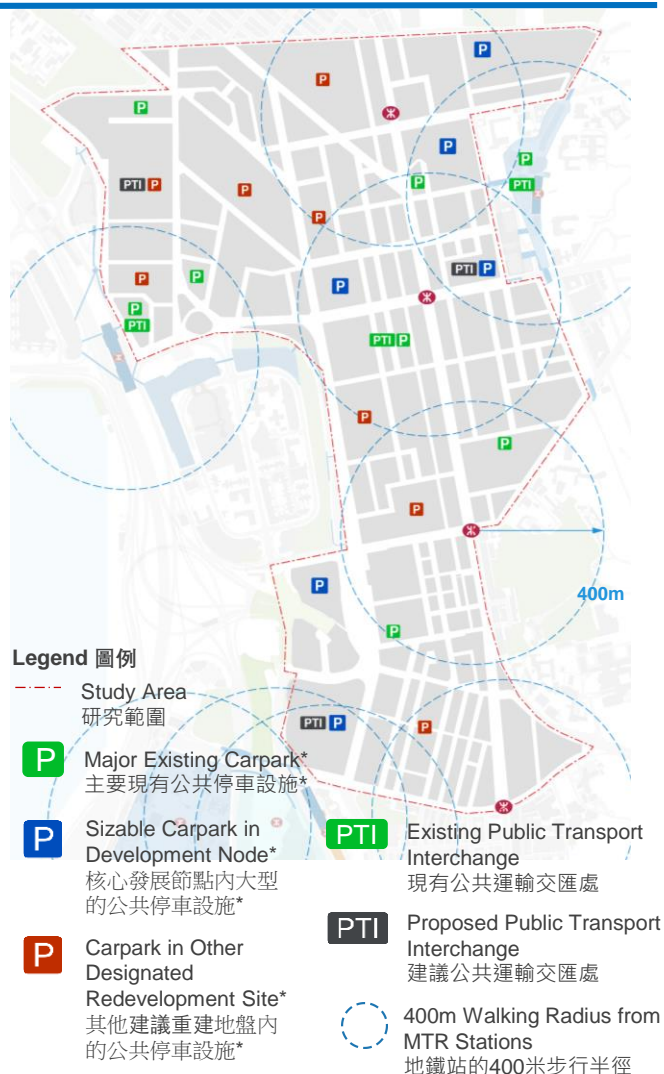 P
P
P
P
P
PTI
PTI P
P
P
P
PTI P
P
P
P
P
PTI
PTI P
P
P
P
400m
P
P
PTI P
P
Legend 圖例
Study Area
研究範圍
P
Major Existing Carpark*
主要現有公共停車設施*
P
Sizable Carpark in
Development Node*
核心發展節點內大型
的公共停車設施*
P
Carpark in Other
Designated
Redevelopment Site*
其他建議重建地盤內
的公共停車設施*
PTI
Existing Public Transport
Interchange
現有公共運輸交匯處
PTI
Proposed Public Transport
Interchange
建議公共運輸交匯處
400m Walking Radius from
MTR Stations
地鐵站的400米步行半徑